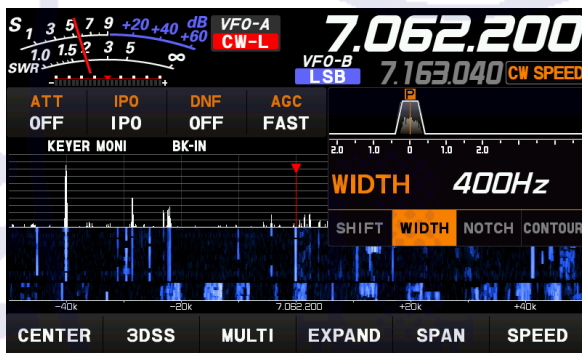 S 1 3 5 7 9 +20 +40 +60 dB
VFO-A
7.062.200
CW-L
1.0 1.5 2 3 5 ∞
SWR
- +
VFO-B
LSB
7.163.040
CW SPEED
ATT IPO DNF AGC
OFF IPO OFF FAST
P
KEYER MONI BK-IN
2.0 1.0 0 1.0 2.0
WIDTH 400Hz
SHIFT WIDTH NOTCH CONTOUR
-40k -20k 7.062.200 +20k +40k
CENTER 3DSS MULTI EXPAND SPAN SPEED